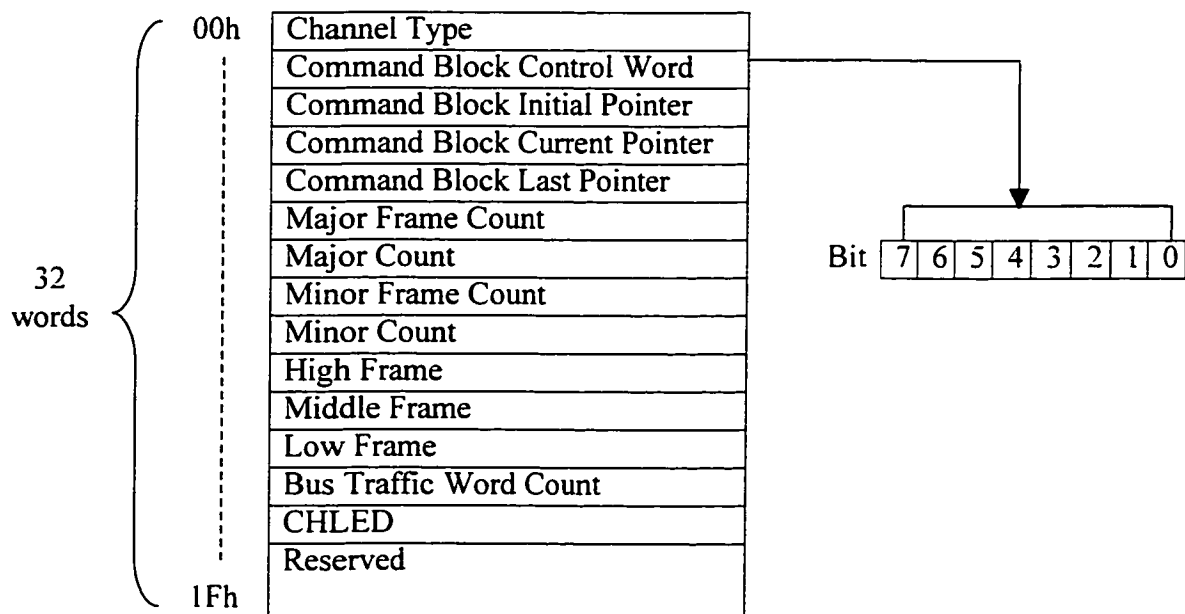 00h
Channel Type
Command Block Control Word
Command Block Initial Pointer
Command Block Current Pointer
Command Block Last Pointer
Major Frame Count
Major Count
Minor Frame Count
Minor Count
High Frame
Middle Frame
Low Frame
Bus Traffic Word Count
CHLED
Reserved
1Fh
32
words
Bit 7 6 5 4 3 2 1 0